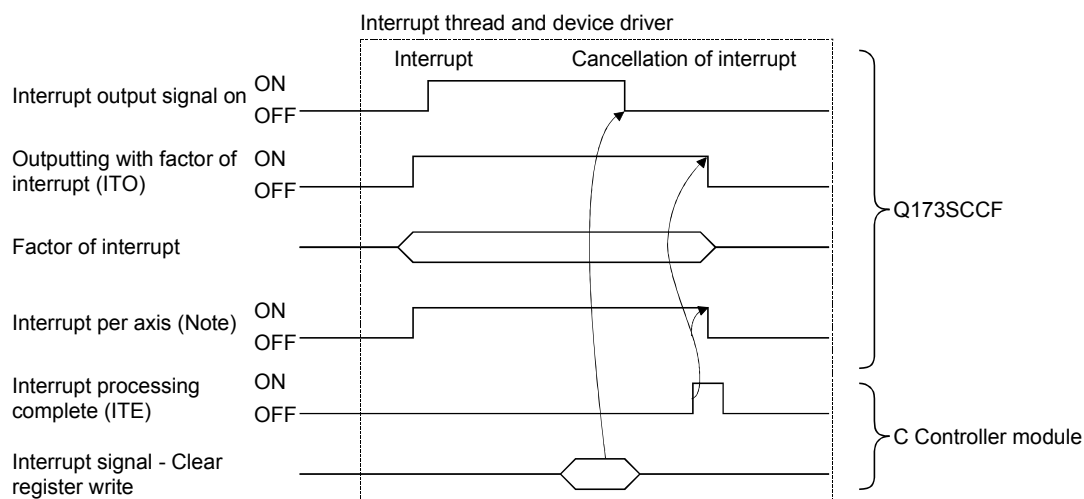 Interrupt thread and device driver
Interrupt
Cancellation of interrupt
Interrupt output signal on
ON
OFF
Outputting with factor of
interrupt (ITO)
ON
OFF
Factor of interrupt
Interrupt per axis (Note)
ON
OFF
Q173SCCF
Interrupt processing
complete (ITE)
ON
OFF
Interrupt signal - Clear
register write
C Controller module